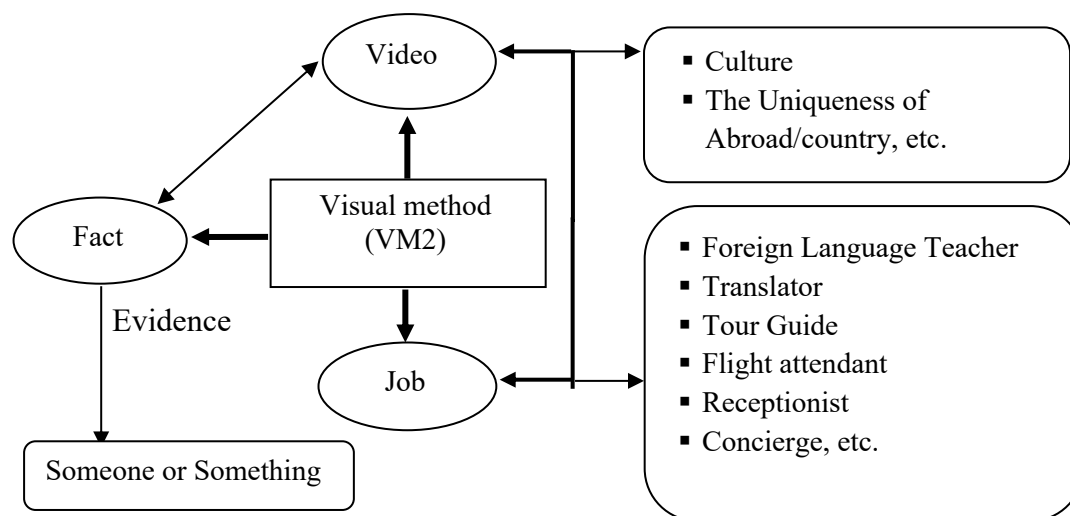 Video
▪ Culture
▪ The Uniqueness of
Abroad/country, etc.
Visual method
(VM2)
Fact
Evidence
Job
▪ Foreign Language Teacher
▪ Translator
▪ Tour Guide
▪ Flight attendant
▪ Receptionist
▪ Concierge, etc.
Someone or Something